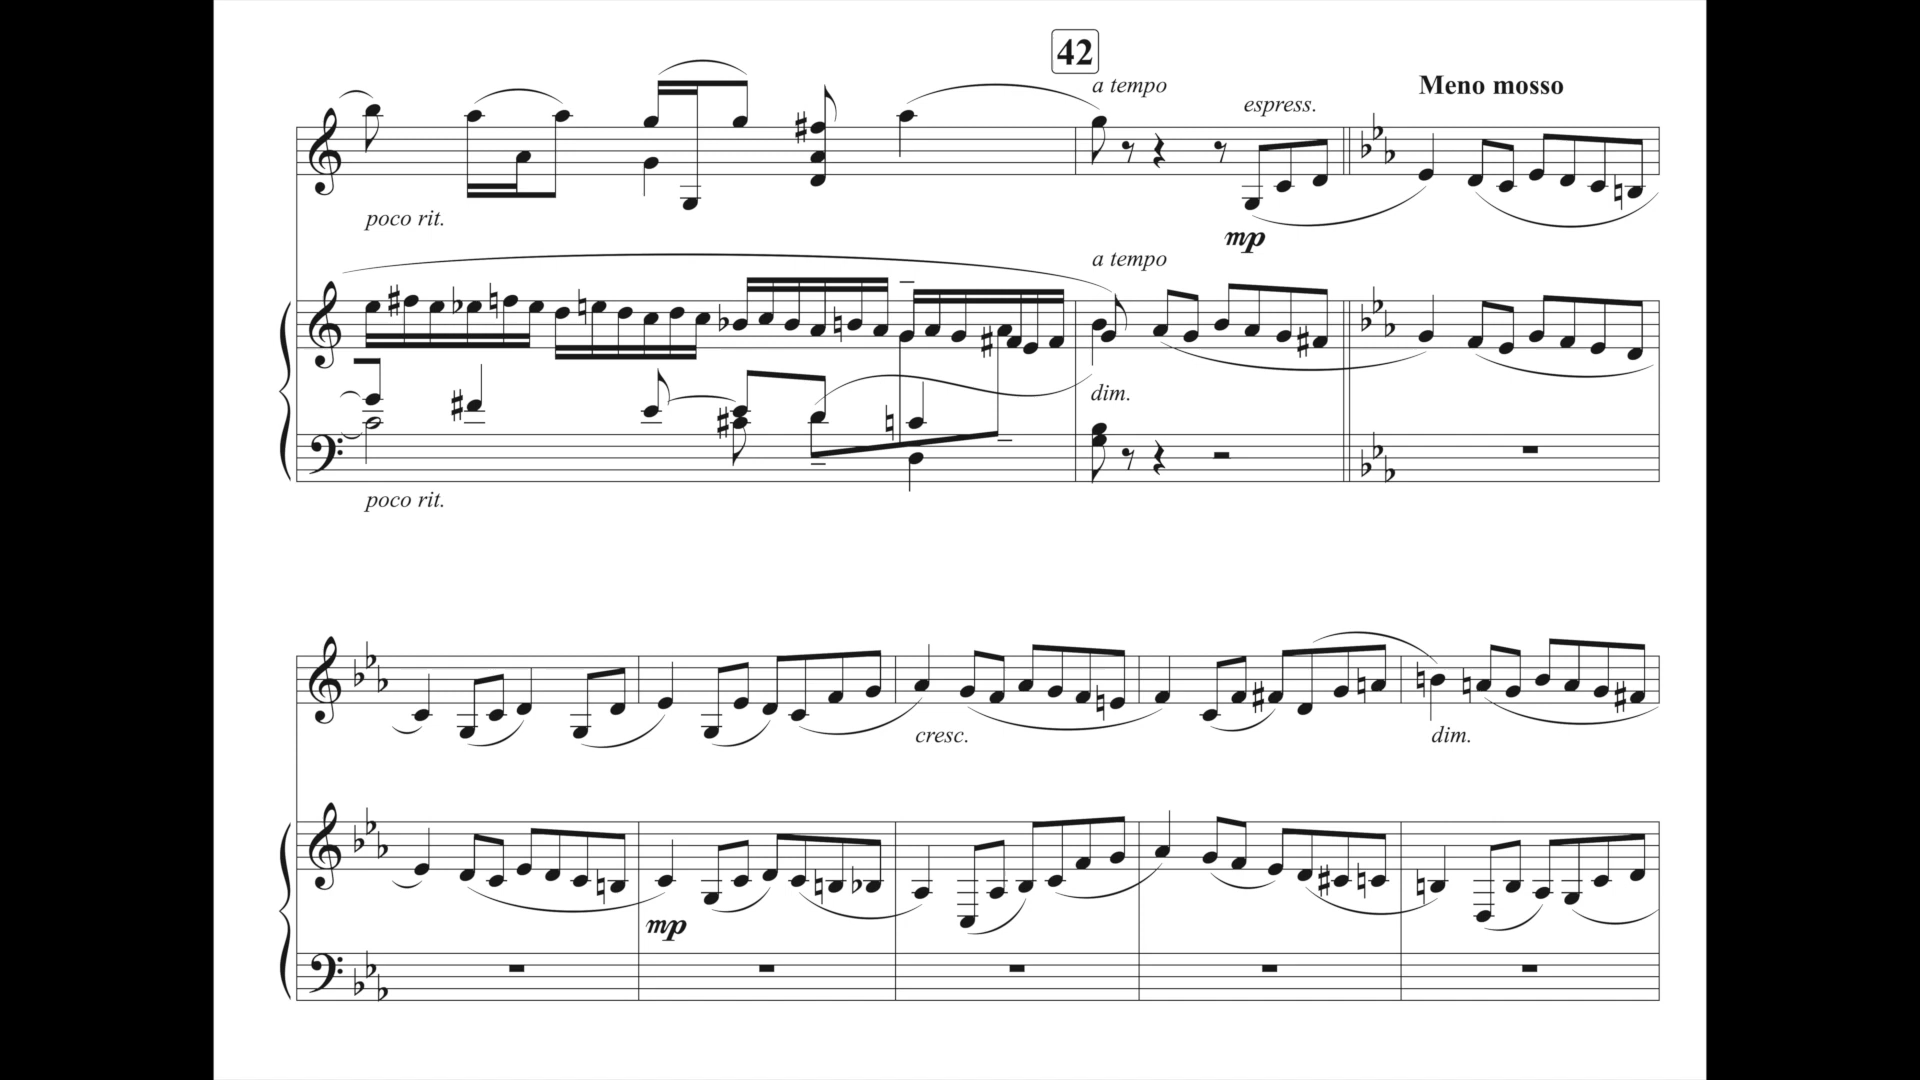 42
a tempo
Meno mosso
espress.
poco rit.
mp
a tempo
dim.
poco rit.
cresc.
dim.
mp